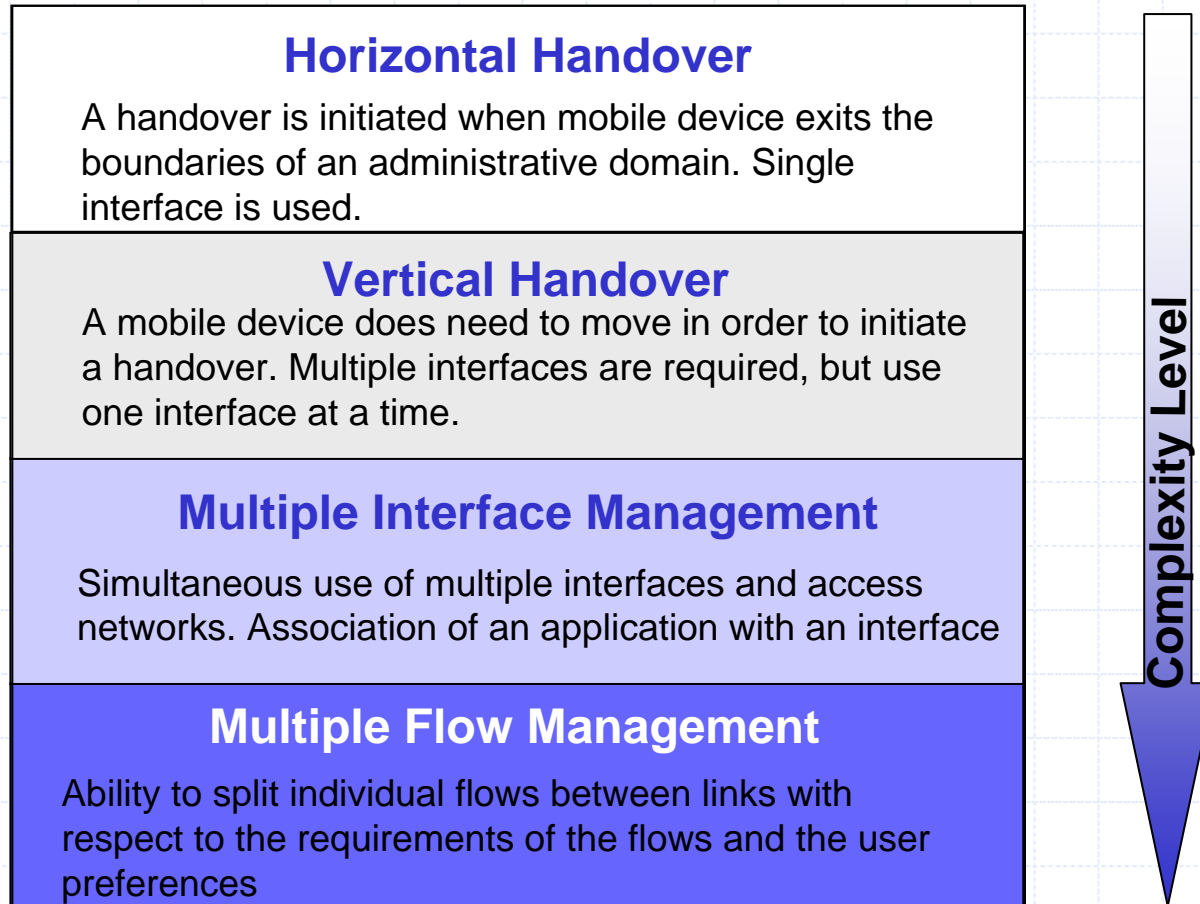 Horizontal Handover
A handover is initiated when mobile device exits the
boundaries of an administrative domain. Single
interface is used.
Vertical Handover
A mobile device does need to move in order to initiate
a handover. Multiple interfaces are required, but use
one interface at a time.
Multiple Interface Management
Simultaneous use of multiple interfaces and access
networks. Association of an application with an interface
Multiple Flow Management
Ability to split individual flows between links with
respect to the requirements of the flows and the user
preferences
Complexity Level